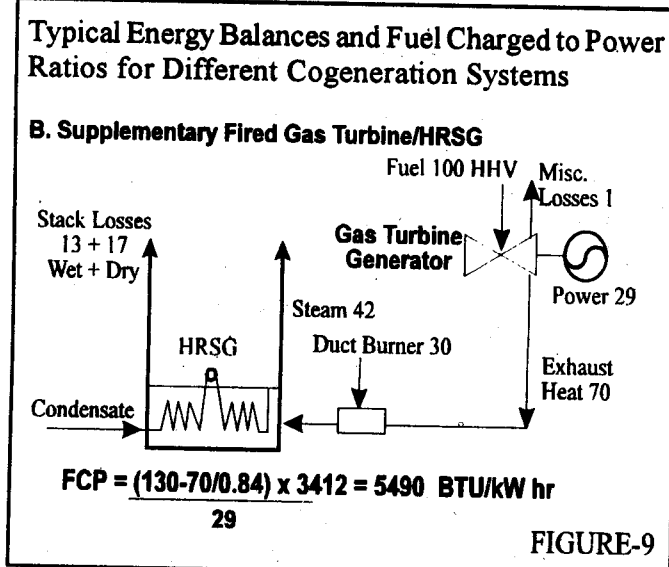 Typical Energy Balances and Fuel Charged to Power
Ratios for Different Cogeneration Systems
B. Supplementary Fired Gas Turbine/HRSG
Fuel 100 HHV
Misc.
Losses 1
Stack Losses
13 + 17
Wet + Dry
Gas Turbine
Generator
Power 29
Steam 42
HRSG
Duct Burner 30
Exhaust
Heat 70
Condensate
FCP = (130-70/0.84) x 3412 = 5490 BTU/kW hr
29
FIGURE-9